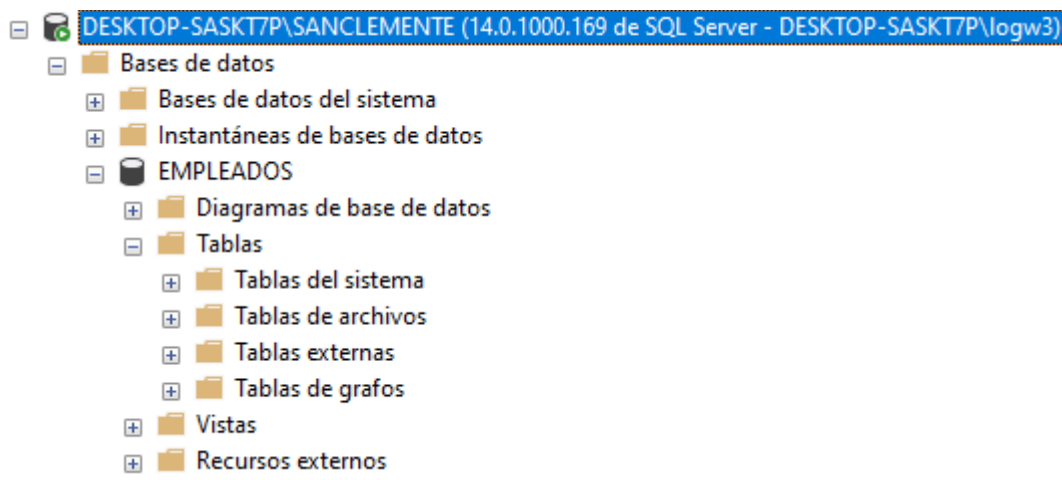 DESKTOP-SASKT7P\SANCLEMENTE (14.0.1000.169 de SQL Server - DESKTOP-SASKT7P\logw3)
Bases de datos
Bases de datos del sistema
Instantáneas de bases de datos
EMPLEADOS
Diagramas de base de datos
Tablas
Tablas del sistema
Tablas de archivos
Tablas externas
Tablas de grafos
Vistas
Recursos externos